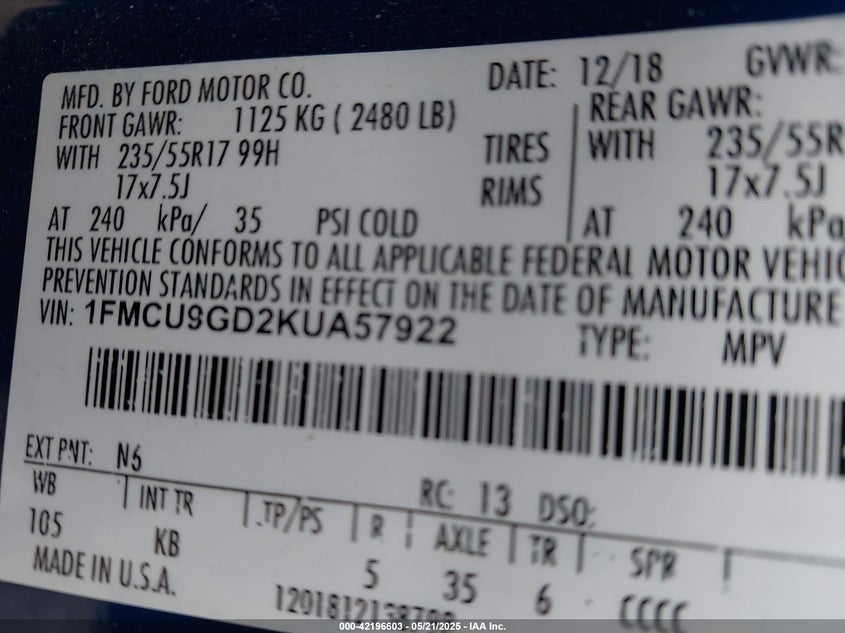 MFD. BY FORD MOTOR CO. DATE: 12/18 GVWR:
FRONT GAWR: 1125 KG ( 2480 LB) REAR GAWR:
WITH 235/55R17 99H TIRES WITH 235/55R
17x7.5J RIMS 17x7.5J
AT 240 kPa/ 35 PSI COLD AT 240 kPa
THIS VEHICLE CONFORMS TO ALL APPLICABLE FEDERAL MOTOR VEHIC
PREVENTION STANDARDS IN EFFECT ON THE DATE OF MANUFACTURE
VIN: 1FMCU9GD2KUA57922 TYPE: MPV
EXT PNT: N6 RC: 13 DSO:
WB INT TR TP/PS R AXLE TR SPR
105 KB 5 35 6 CCCC
MADE IN U.S.A.
000-42196603 - 05/21/2025 - IAA Inc.